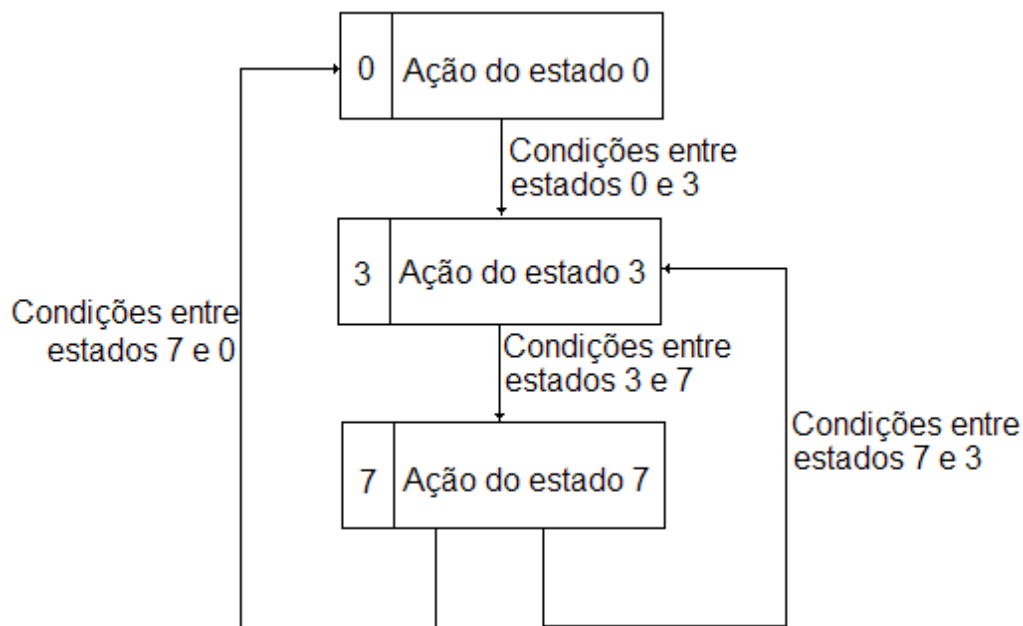 0 Ação do estado 0
Condições entre
estados 0 e 3
3 Ação do estado 3
Condições entre
estados 7 e 0
Condições entre
estados 3 e 7
Condições entre
estados 7 e 3
7 Ação do estado 7